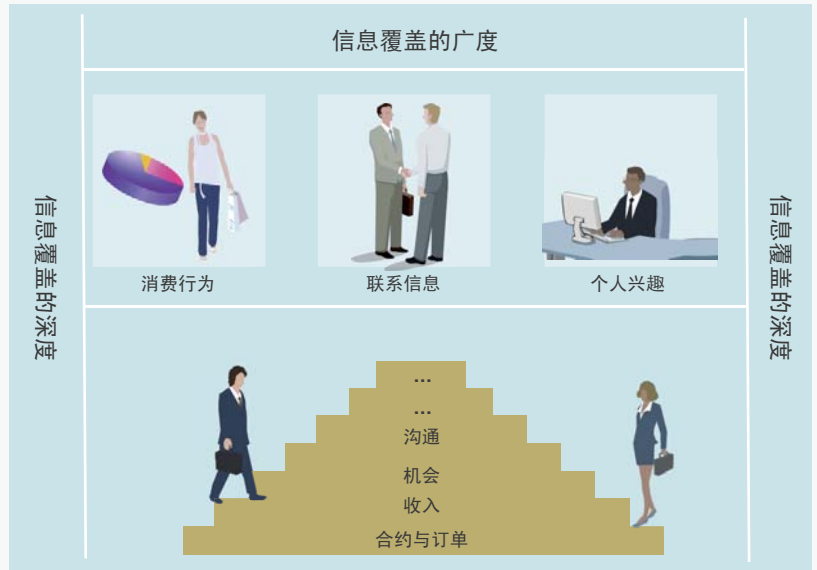 信息覆盖的广度
信息覆盖的深度
消费行为
联系信息
个人兴趣
信息覆盖的深度
...
...
沟通
机会
收入
合约与订单